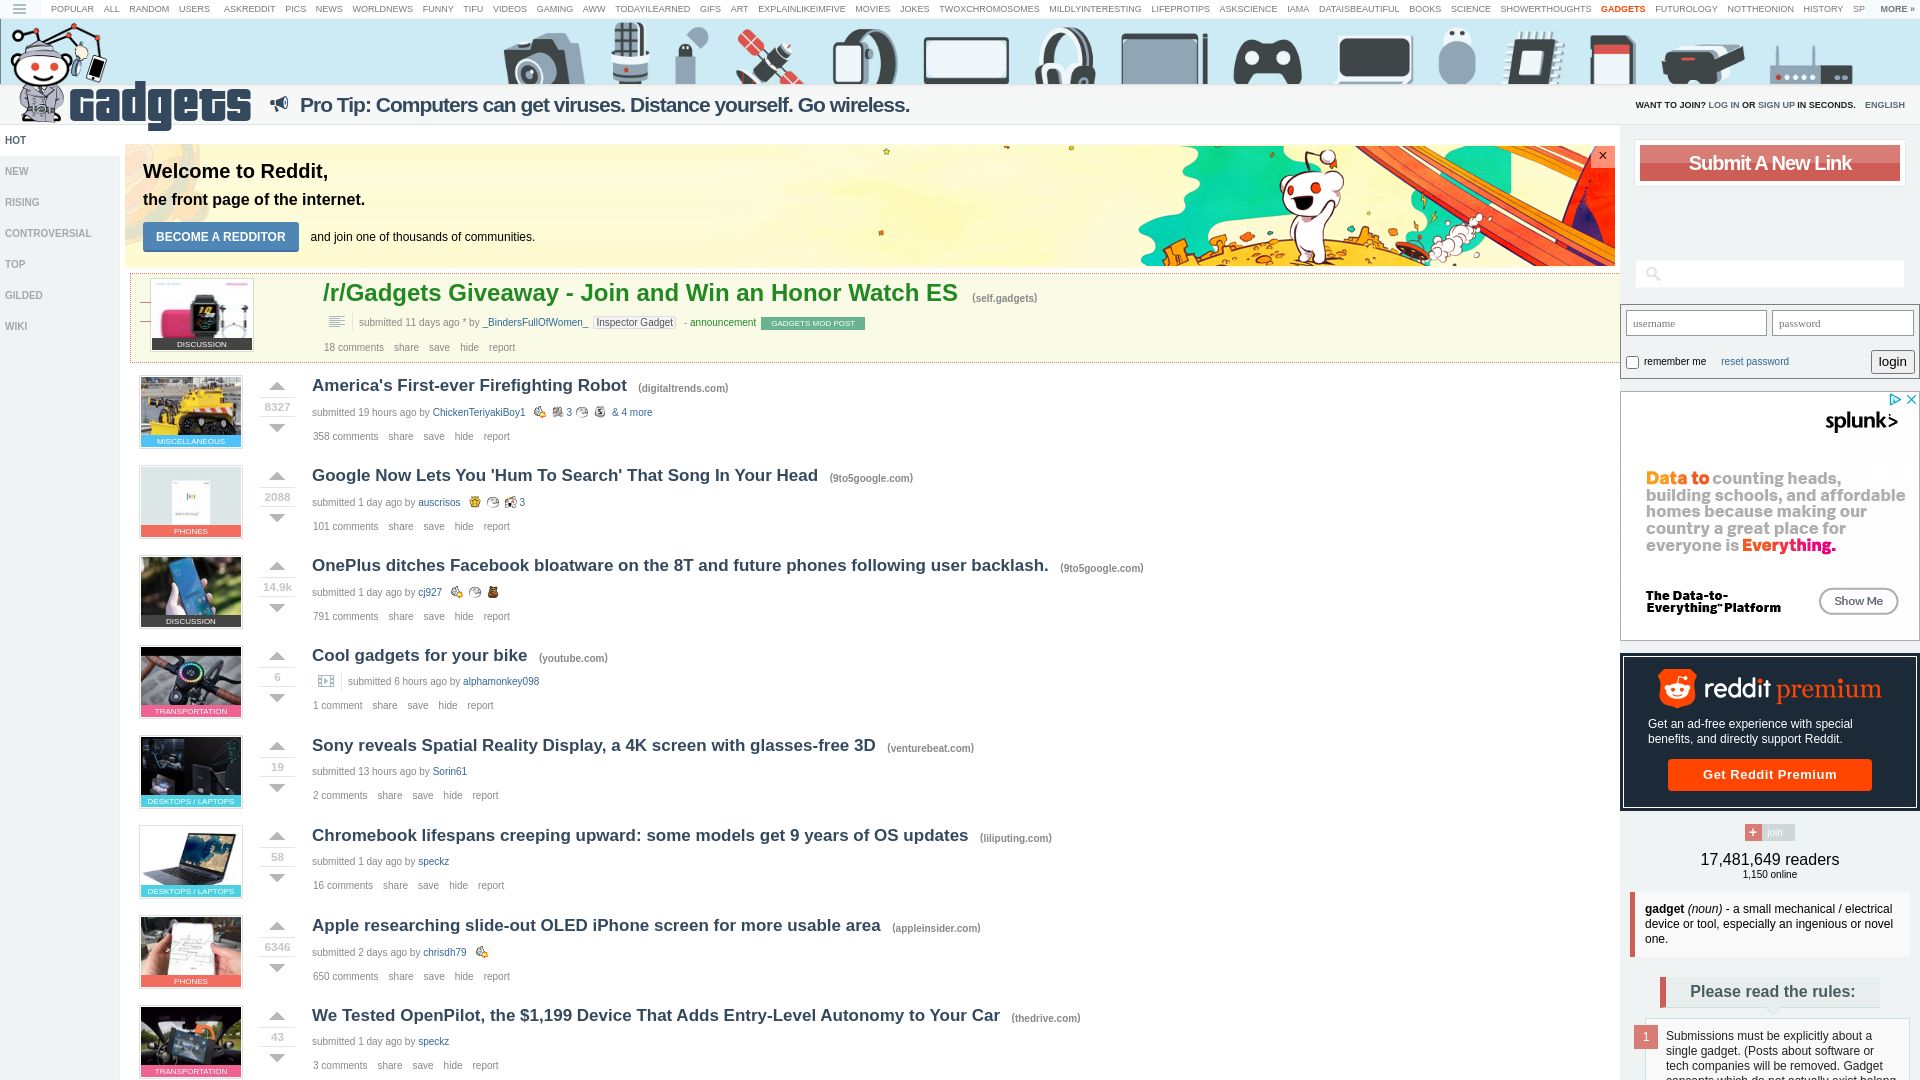 POPULAR ALL RANDOM USERS ASKREDDIT PICS NEWS WORLDNEWS FUNNY TIFU VIDEOS GAMING AWW TODAYILEARNED GIFS ART EXPLAINLIKEIMFIVE MOVIES JOKES TWOXCHROMOSOMES MILDLYINTERESTING LIFEPROTIPS ASKSCIENCE IAMA DATAISBEAUTIFUL BOOKS SCIENCE SHOWERTHOUGHTS GADGETS FUTUROLOGY NOTTHEONION HISTORY SP MORE »
Gadgets
Pro Tip: Computers can get viruses. Distance yourself. Go wireless.
WANT TO JOIN? LOG IN OR SIGN UP IN SECONDS. ENGLISH
HOT
NEW
RISING
CONTROVERSIAL
TOP
GILDED
WIKI
Welcome to Reddit,
the front page of the internet.
BECOME A REDDITOR and join one of thousands of communities.
×
DISCUSSION
/r/Gadgets Giveaway - Join and Win an Honor Watch ES (self.gadgets)
submitted 11 days ago * by _BindersFullOfWomen_ Inspector Gadget - announcement GADGETS MOD POST
18 comments share save hide report
MISCELLANEOUS
8327
America's First-ever Firefighting Robot (digitaltrends.com)
submitted 19 hours ago by ChickenTeriyakiBoy1 3 & 4 more
358 comments share save hide report
PHONES
2088
Google Now Lets You 'Hum To Search' That Song In Your Head (9to5google.com)
submitted 1 day ago by auscrisos 3
101 comments share save hide report
DISCUSSION
14.9k
OnePlus ditches Facebook bloatware on the 8T and future phones following user backlash. (9to5google.com)
submitted 1 day ago by cj927
791 comments share save hide report
TRANSPORTATION
6
Cool gadgets for your bike (youtube.com)
submitted 6 hours ago by alphamonkey098
1 comment share save hide report
DESKTOPS / LAPTOPS
19
Sony reveals Spatial Reality Display, a 4K screen with glasses-free 3D (venturebeat.com)
submitted 13 hours ago by Sorin61
2 comments share save hide report
DESKTOPS / LAPTOPS
58
Chromebook lifespans creeping upward: some models get 9 years of OS updates (liliputing.com)
submitted 1 day ago by speckz
16 comments share save hide report
PHONES
6346
Apple researching slide-out OLED iPhone screen for more usable area (appleinsider.com)
submitted 2 days ago by chrisdh79
650 comments share save hide report
TRANSPORTATION
43
We Tested OpenPilot, the $1,199 Device That Adds Entry-Level Autonomy to Your Car (thedrive.com)
submitted 1 day ago by speckz
3 comments share save hide report
Submit A New Link
username password
remember me reset password login
splunk>
Data to counting heads,
building schools, and affordable
homes because making our
country a great place for
everyone is Everything.
The Data-to-
Everything™ Platform
Show Me
reddit premium
Get an ad-free experience with special
benefits, and directly support Reddit.
Get Reddit Premium
+ join
17,481,649 readers
1,150 online
gadget (noun) - a small mechanical / electrical
device or tool, especially an ingenious or novel
one.
Please read the rules:
1 Submissions must be explicitly about a
single gadget. (Posts about software or
tech companies will be removed. Gadget
concepts which do not actually exist belong